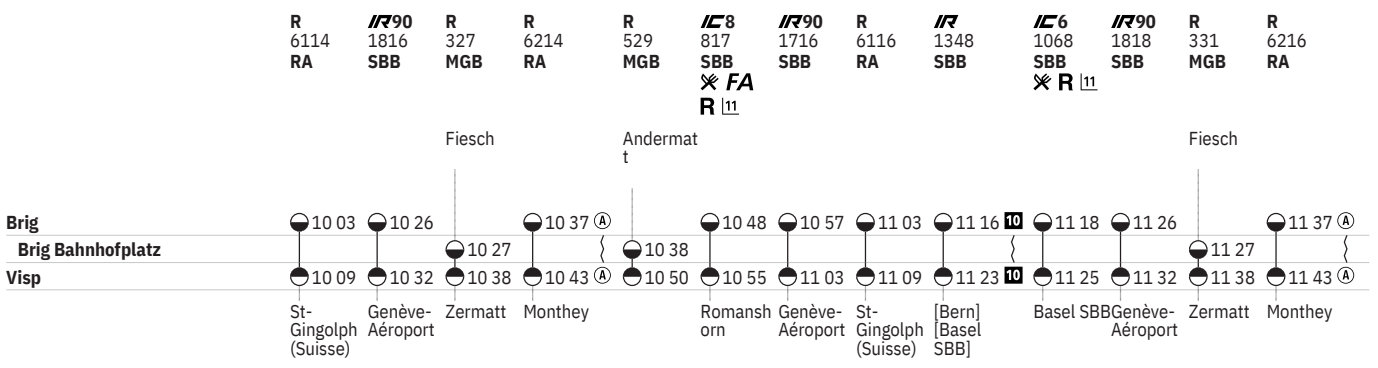 R IR90 R R R IC8 IR90 R IR IC6 IR90 R R
6114 1816 327 6214 529 817 1716 6116 1348 1068 1818 331 6216
RA SBB MGB RA MGB SBB SBB RA SBB SBB SBB MGB RA
FA R 11
R 11
Fiesch Andermat Fiesch
t
Brig 10 03 10 26 10 37 A 10 48 10 57 11 03 11 16 10 11 18 11 26 11 37 A
Brig Bahnhofplatz 10 27 10 38 11 27
Visp 10 09 10 32 10 38 10 43 A 10 50 10 55 11 03 11 09 11 23 10 11 25 11 32 11 38 11 43 A
St- Genève- Zermatt Monthey Romansh Genève- St- [Bern] Basel SBB Genève- Zermatt Monthey
Gingolph Aéroport orn Aéroport Gingolph [Basel Aéroport
(Suisse) (Suisse) SBB]